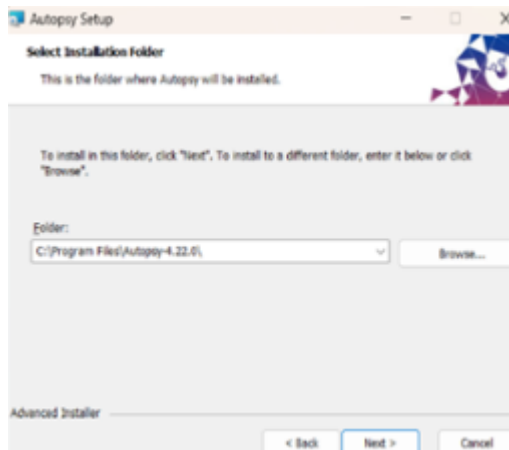 Autopsy Setup
Select Installation Folder
This is the folder where Autopsy will be installed.
To install in this folder, click "Next". To install to a different folder, enter it below or click
"Browse".
Folder:
C:\Program Files\Autopsy-4.22.0\
Browse...
Advanced Installer
< Back
Next >
Cancel